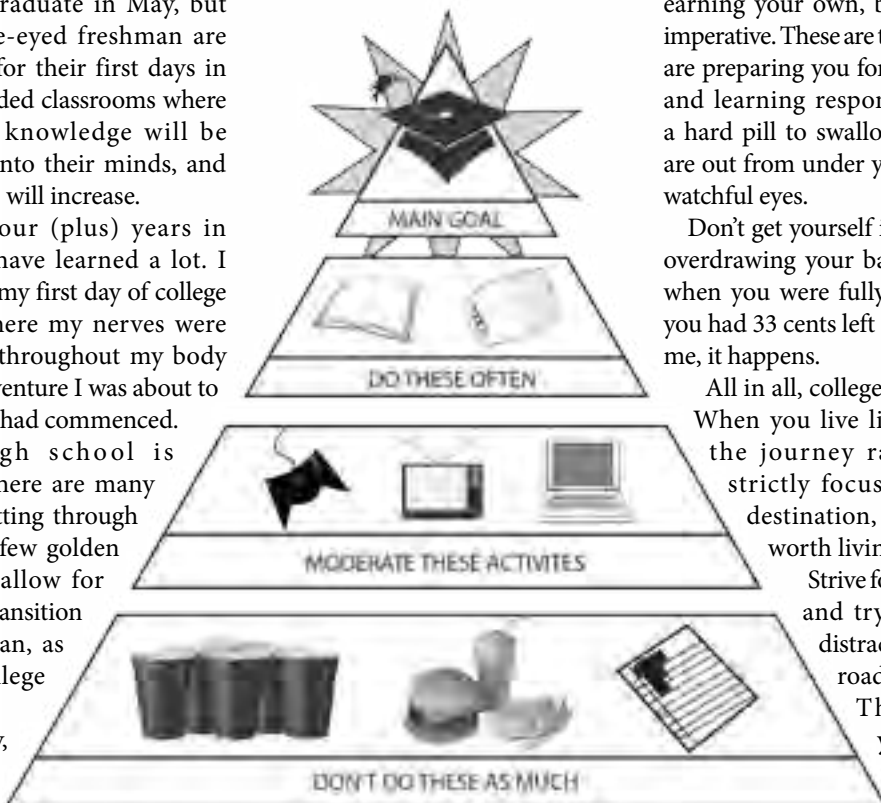 raduate in May, but
e-eyed freshman are
for their first days in
ded classrooms where
knowledge will be
nto their minds, and
will increase.
our (plus) years in
have learned a lot. I
my first day of college
here my nerves were
throughout my body
venture I was about to
had commenced.
gh school is
here are many
tting through
few golden
allow for
ansition
an, as
llege
,
MAIN GOAL
DO THESE OFTEN
MODERATE THESE ACTIVITES
DON'T DO THESE AS MUCH
earning your own, b
imperative. These are t
are preparing you for
and learning respon
a hard pill to swallo
are out from under y
watchful eyes.
Don't get yourself i
overdrawing your ba
when you were fully
you had 33 cents left
me, it happens.
All in all, college
When you live li
the journey ra
strictly focus
destination,
worth livin
Strive fo
and try
distrac
road
Th
y